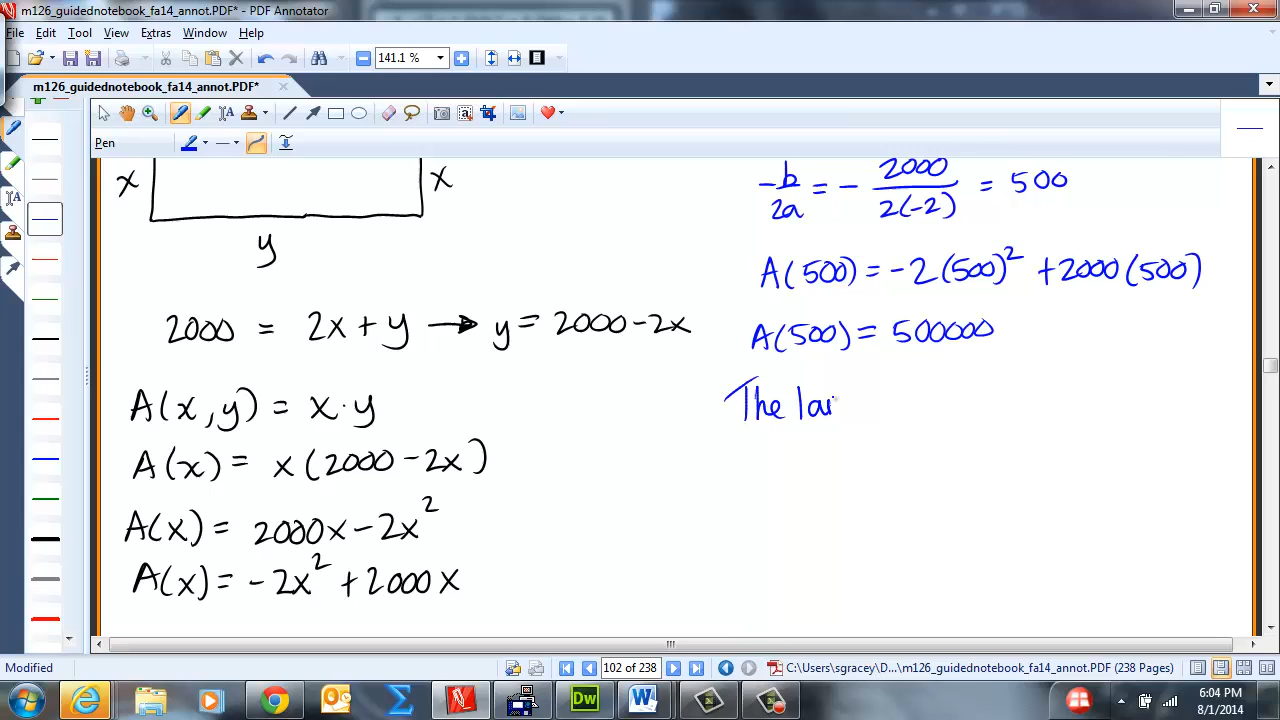 m126_guidednotebook_fa14_annot.PDF* - PDF Annotator
File Edit Tool View Extras Window Help
141.1 %
m126_guidednotebook_fa14_annot.PDF*
Pen
x x
y
2000 = 2x + y → y = 2000 - 2x
A(x, y) = x · y
A(x) = x(2000 - 2x)
A(x) = 2000x - 2x²
A(x) = -2x² + 2000x
-b/2a = - 2000/2(-2) = 500
A(500) = -2(500)² + 2000(500)
A(500) = 500000
The lar
Modified
102 of 238
C:\Users\sgracey\D...\m126_guidednotebook_fa14_annot.PDF (238 Pages)
6:04 PM
8/1/2014